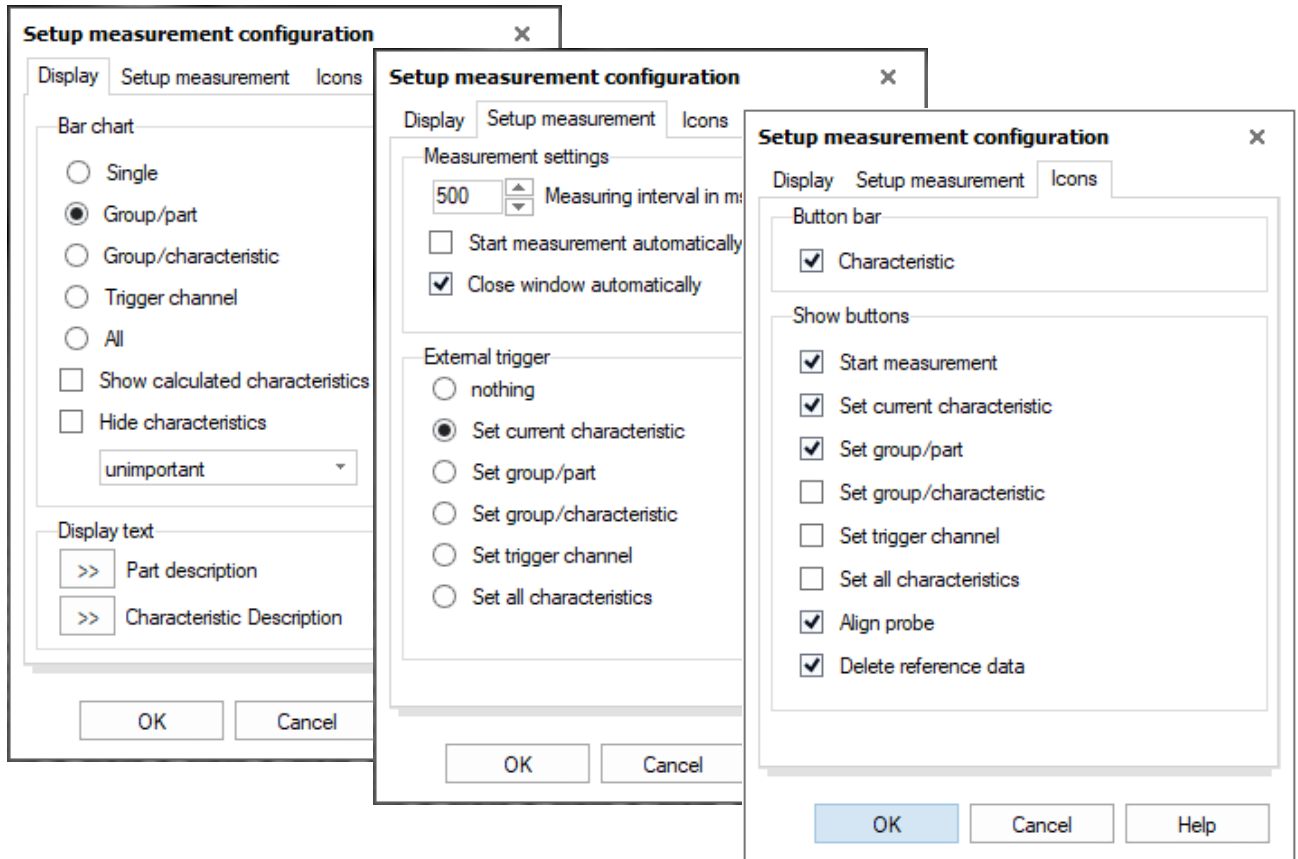 Setup measurement configuration
Display Setup measurement Icons
Bar chart
Single
Group/part
Group/characteristic
Trigger channel
All
Show calculated characteristics
Hide characteristics
unimportant
Display text
>> Part description
>> Characteristic Description
OK Cancel
Setup measurement configuration
Display Setup measurement Icons
Measurement settings
500 Measuring interval in
Start measurement automatically
Close window automatically
External trigger
nothing
Set current characteristic
Set group/part
Set group/characteristic
Set trigger channel
Set all characteristics
OK Cancel
Setup measurement configuration
Display Setup measurement Icons
Button bar
Characteristic
Show buttons
Start measurement
Set current characteristic
Set group/part
Set group/characteristic
Set trigger channel
Set all characteristics
Align probe
Delete reference data
OK Cancel Help